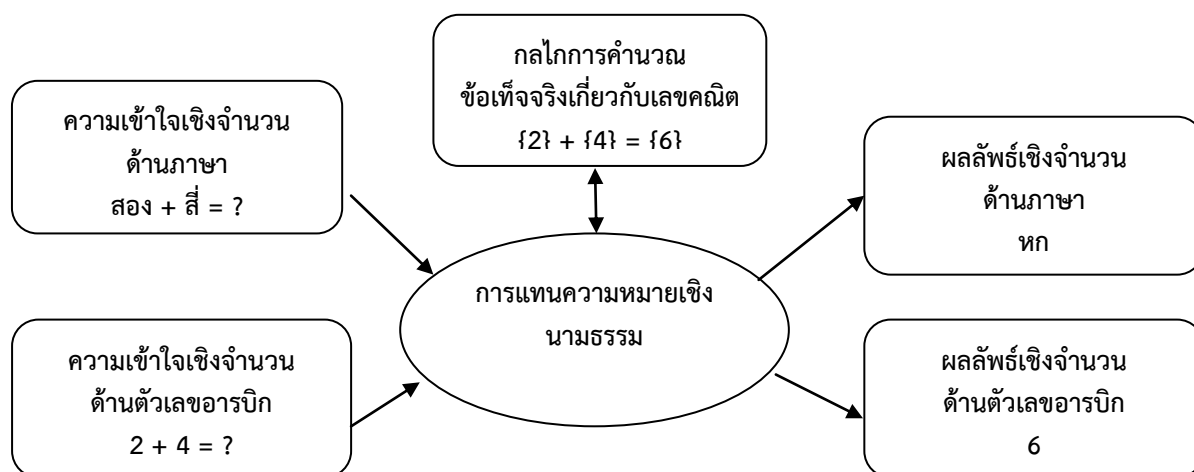 กลไกการคำนวณ
ข้อเท็จจริงเกี่ยวกับเลขคณิต
{2} + {4} = {6}
ความเข้าใจเชิงจำนวน
ด้านภาษา
สอง + สี่ = ?
ผลลัพธ์เชิงจำนวน
ด้านภาษา
หก
การแทนความหมายเชิง
นามธรรม
ความเข้าใจเชิงจำนวน
ด้านตัวเลขอารบิก
2 + 4 = ?
ผลลัพธ์เชิงจำนวน
ด้านตัวเลขอารบิก
6